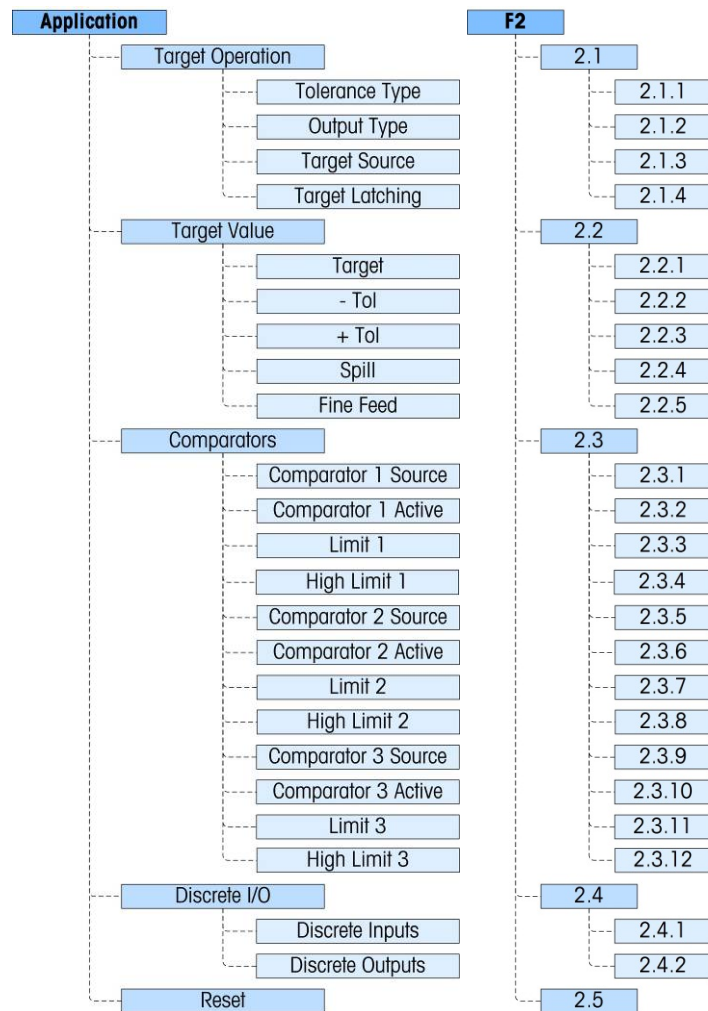 Application F2
Target Operation 2.1
Tolerance Type 2.1.1
Output Type 2.1.2
Target Source 2.1.3
Target Latching 2.1.4
Target Value 2.2
Target 2.2.1
- Tol 2.2.2
+ Tol 2.2.3
Spill 2.2.4
Fine Feed 2.2.5
Comparators 2.3
Comparator 1 Source 2.3.1
Comparator 1 Active 2.3.2
Limit 1 2.3.3
High Limit 1 2.3.4
Comparator 2 Source 2.3.5
Comparator 2 Active 2.3.6
Limit 2 2.3.7
High Limit 2 2.3.8
Comparator 3 Source 2.3.9
Comparator 3 Active 2.3.10
Limit 3 2.3.11
High Limit 3 2.3.12
Discrete I/O 2.4
Discrete Inputs 2.4.1
Discrete Outputs 2.4.2
Reset 2.5